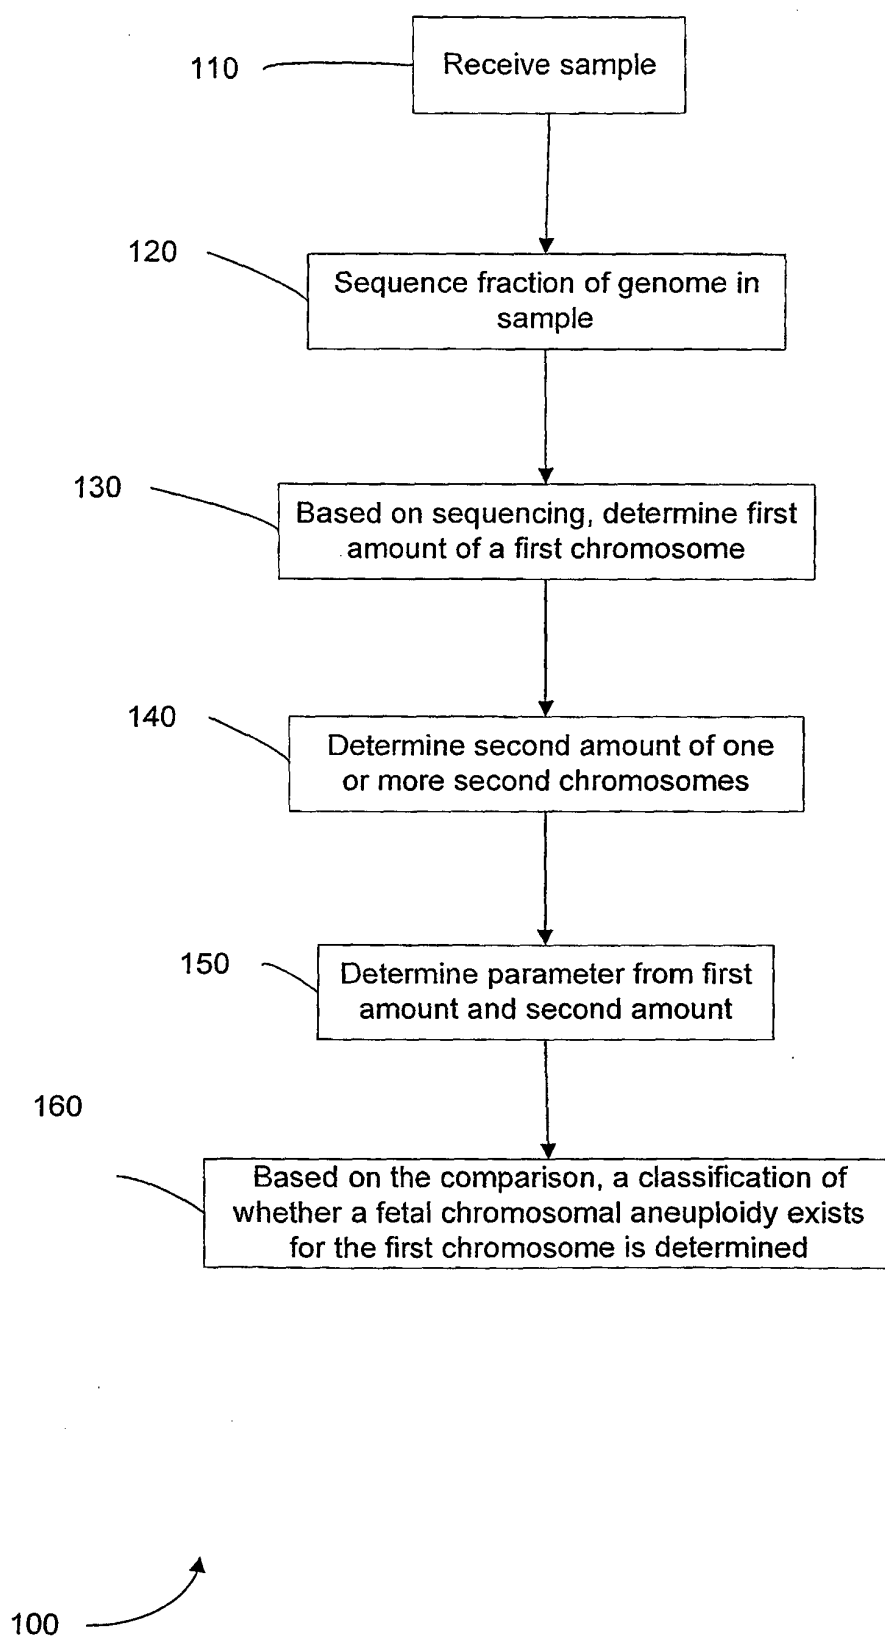 110
Receive sample
120
Sequence fraction of genome in
sample
130
Based on sequencing, determine first
amount of a first chromosome
140
Determine second amount of one
or more second chromosomes
150
Determine parameter from first
amount and second amount
160
Based on the comparison, a classification of
whether a fetal chromosomal aneuploidy exists
for the first chromosome is determined
100